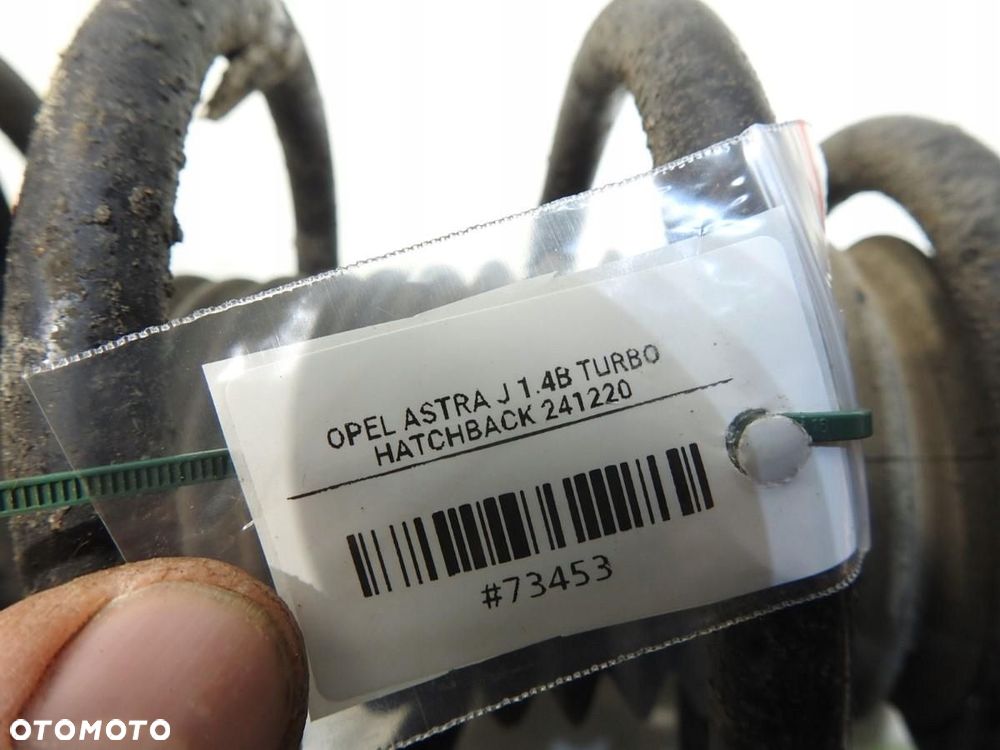 OPEL ASTRA J 1.4B TURBO
HATCHBACK 241220
#73453
OTOMOTO